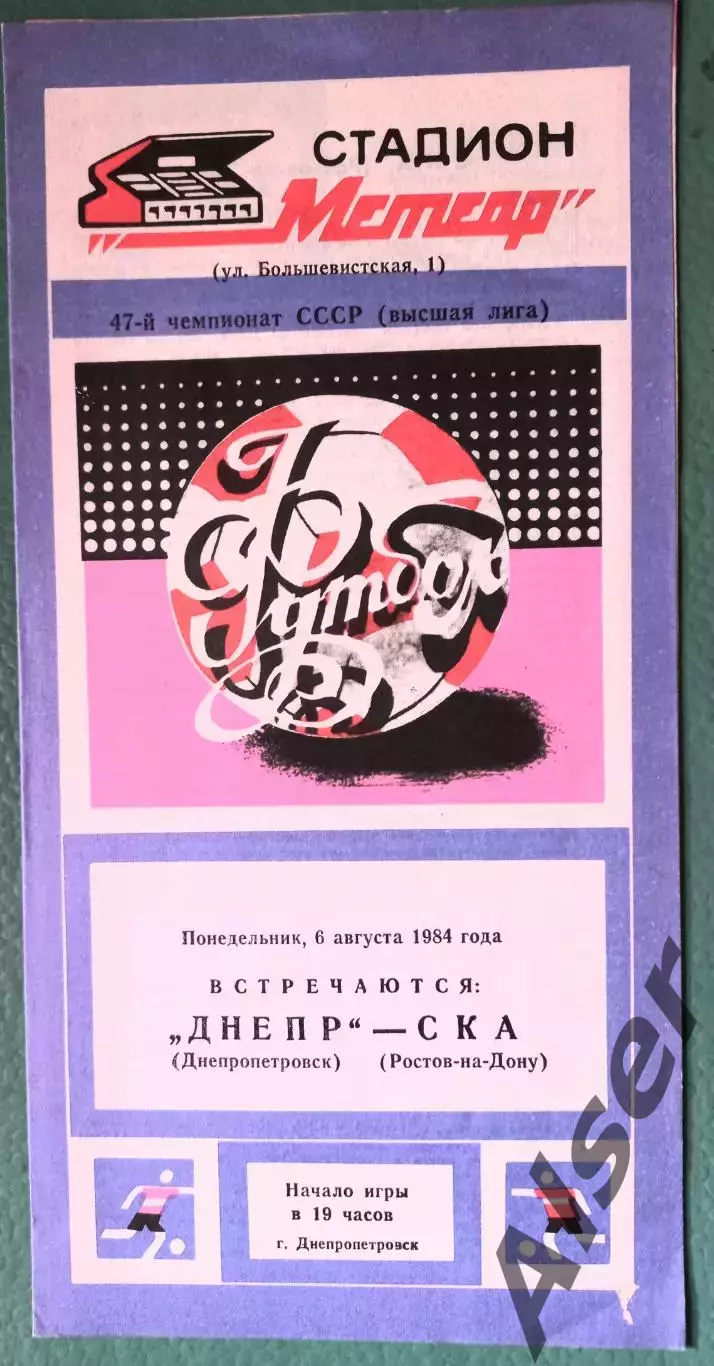 СТАДИОН
„Метеор"
(ул. Большевистская, 1)
47-й чемпионат СССР (высшая лига)
Футбол
Понедельник, 6 августа 1984 года
ВСТРЕЧАЮТСЯ:
„ДНЕПР“ — СКА
(Днепропетровск) (Ростов-на-Дону)
Начало игры
в 19 часов
г. Днепропетровск
Alser